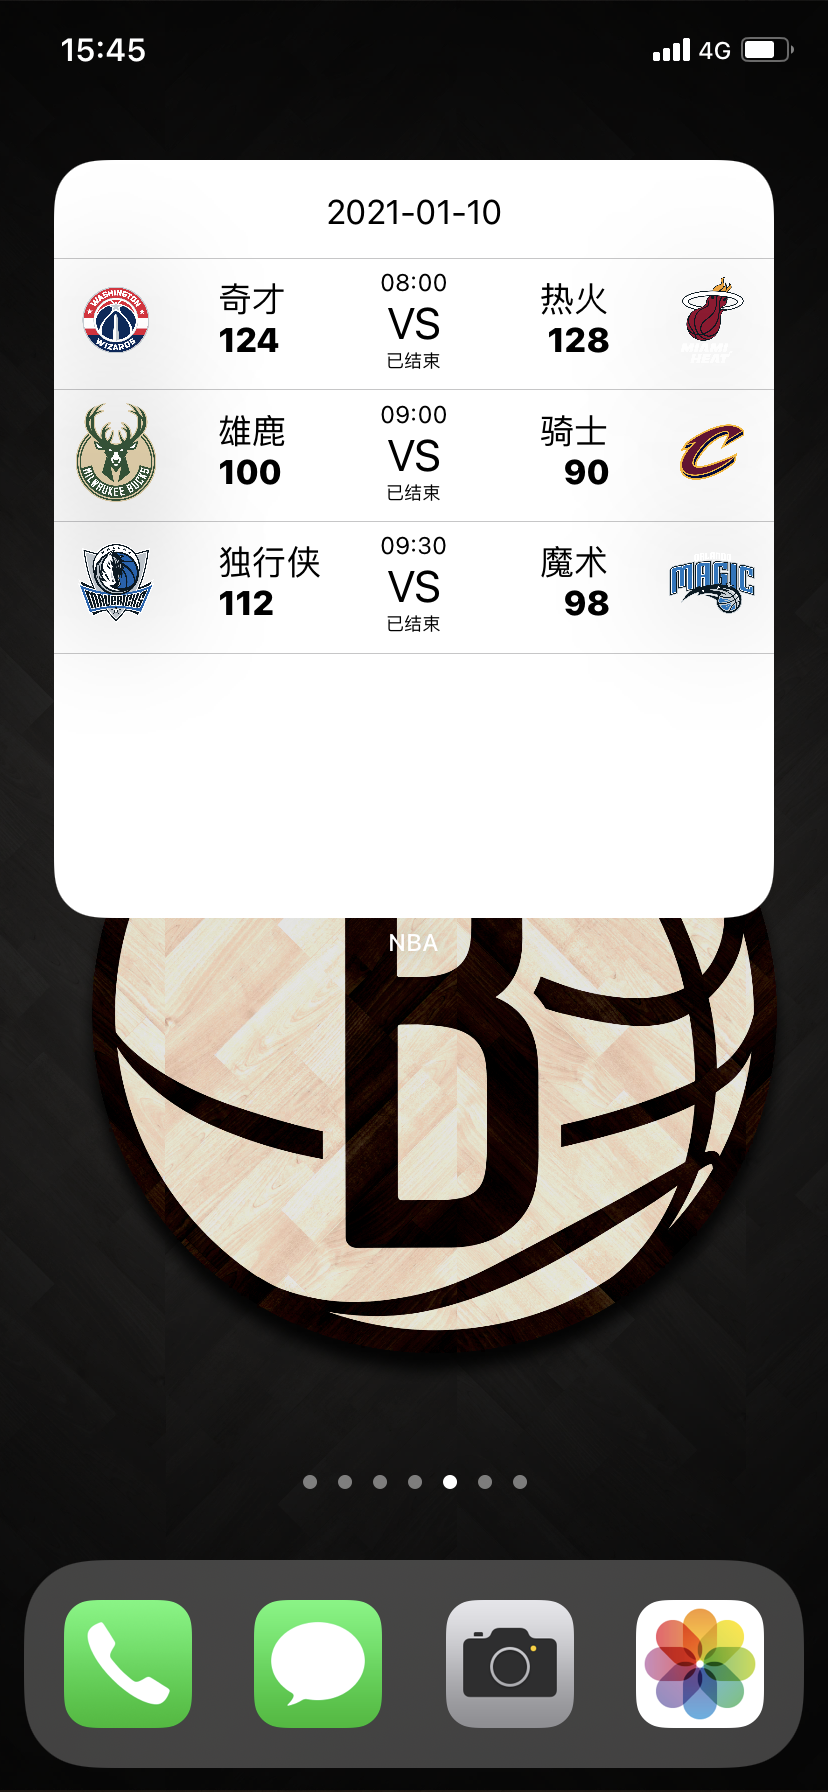 15:45 4G
2021-01-10
WASHINGTON WIZARDS
奇才 08:00 热火
124 VS 128
已结束
HEAT
MILWAUKEE BUCKS
雄鹿 09:00 骑士
100 VS 90
已结束
C
MAVERICKS
独行侠 09:30 魔术
112 VS 98
已结束
ORLANDO
MAGIC
NBA
B